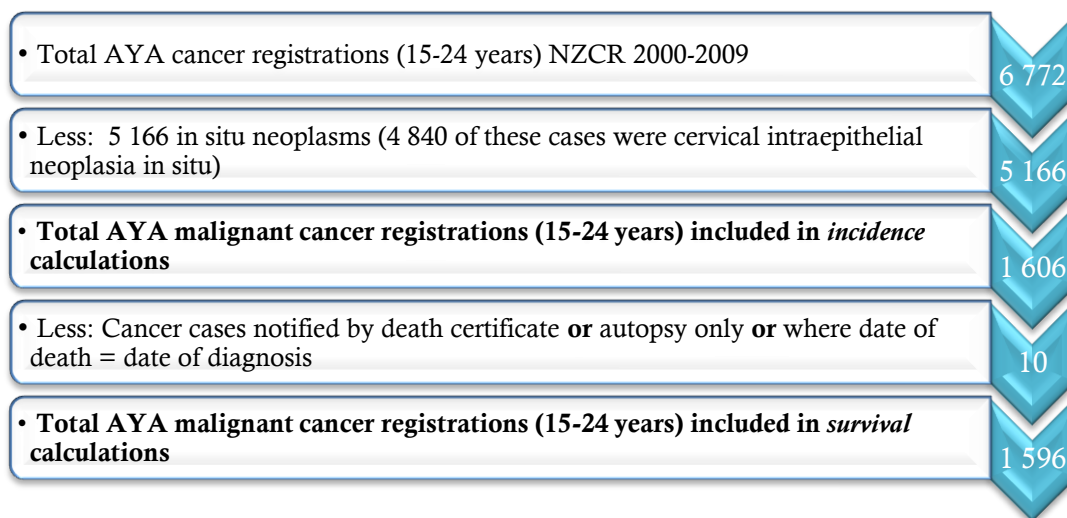 • Total AYA cancer registrations (15-24 years) NZCR 2000-2009
6 772
• Less: 5 166 in situ neoplasms (4 840 of these cases were cervical intraepithelial
neoplasia in situ)
5 166
• Total AYA malignant cancer registrations (15-24 years) included in incidence
calculations
1 606
• Less: Cancer cases notified by death certificate or autopsy only or where date of
death = date of diagnosis
10
• Total AYA malignant cancer registrations (15-24 years) included in survival
calculations
1 596